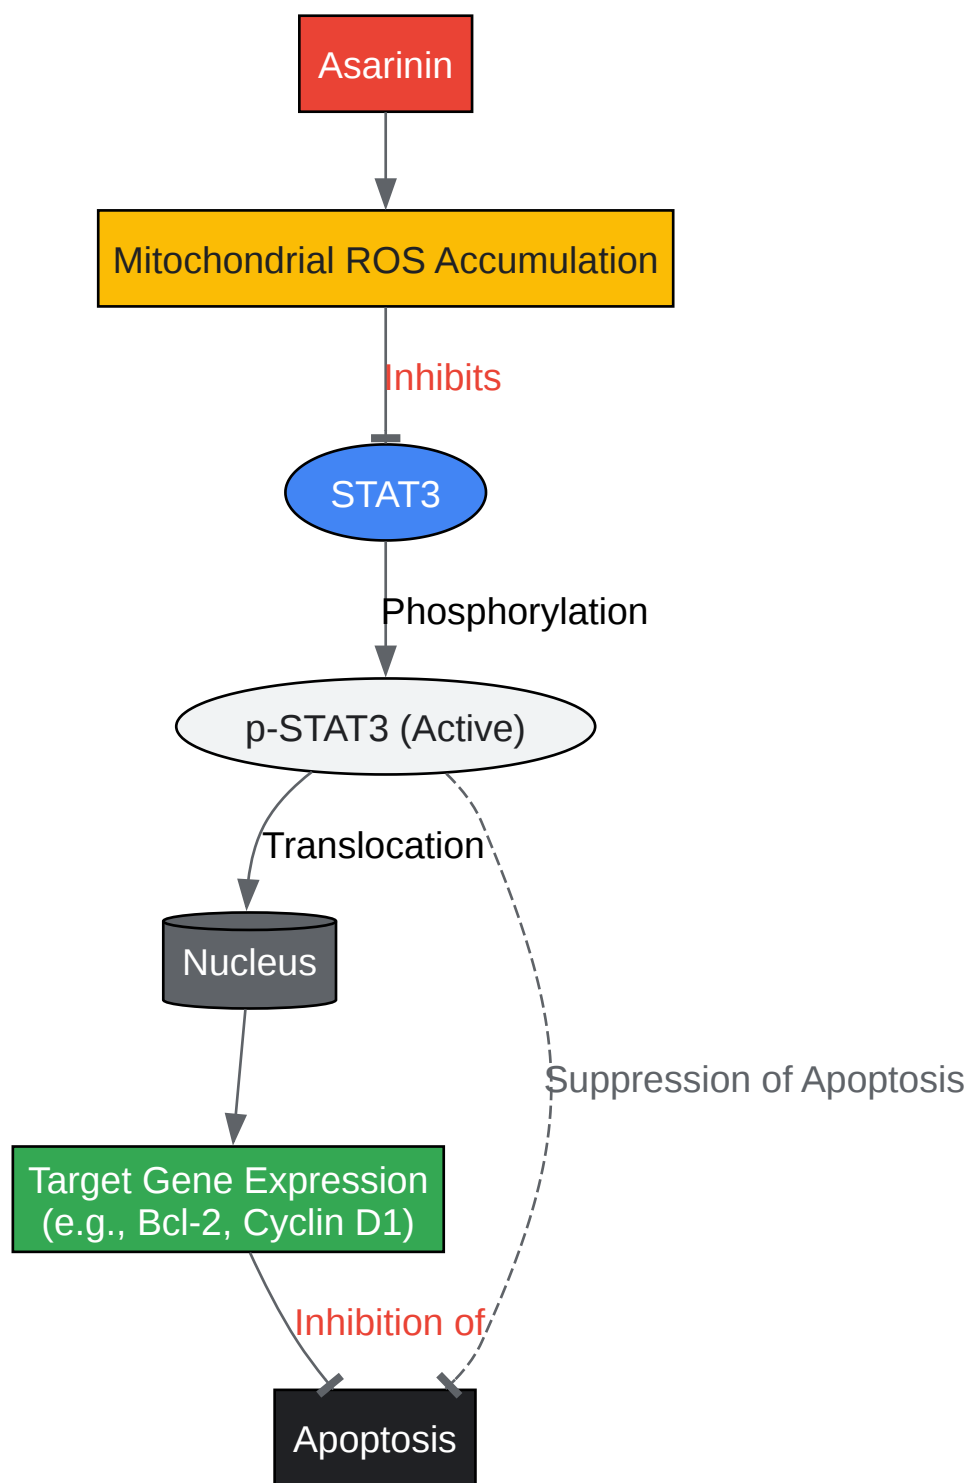 Asarinin
Mitochondrial ROS Accumulation
Inhibits
STAT3
Phosphorylation
p-STAT3 (Active)
Translocation
Nucleus
Suppression of Apoptosis
Target Gene Expression
(e.g., Bcl-2, Cyclin D1)
Inhibition of
Apoptosis